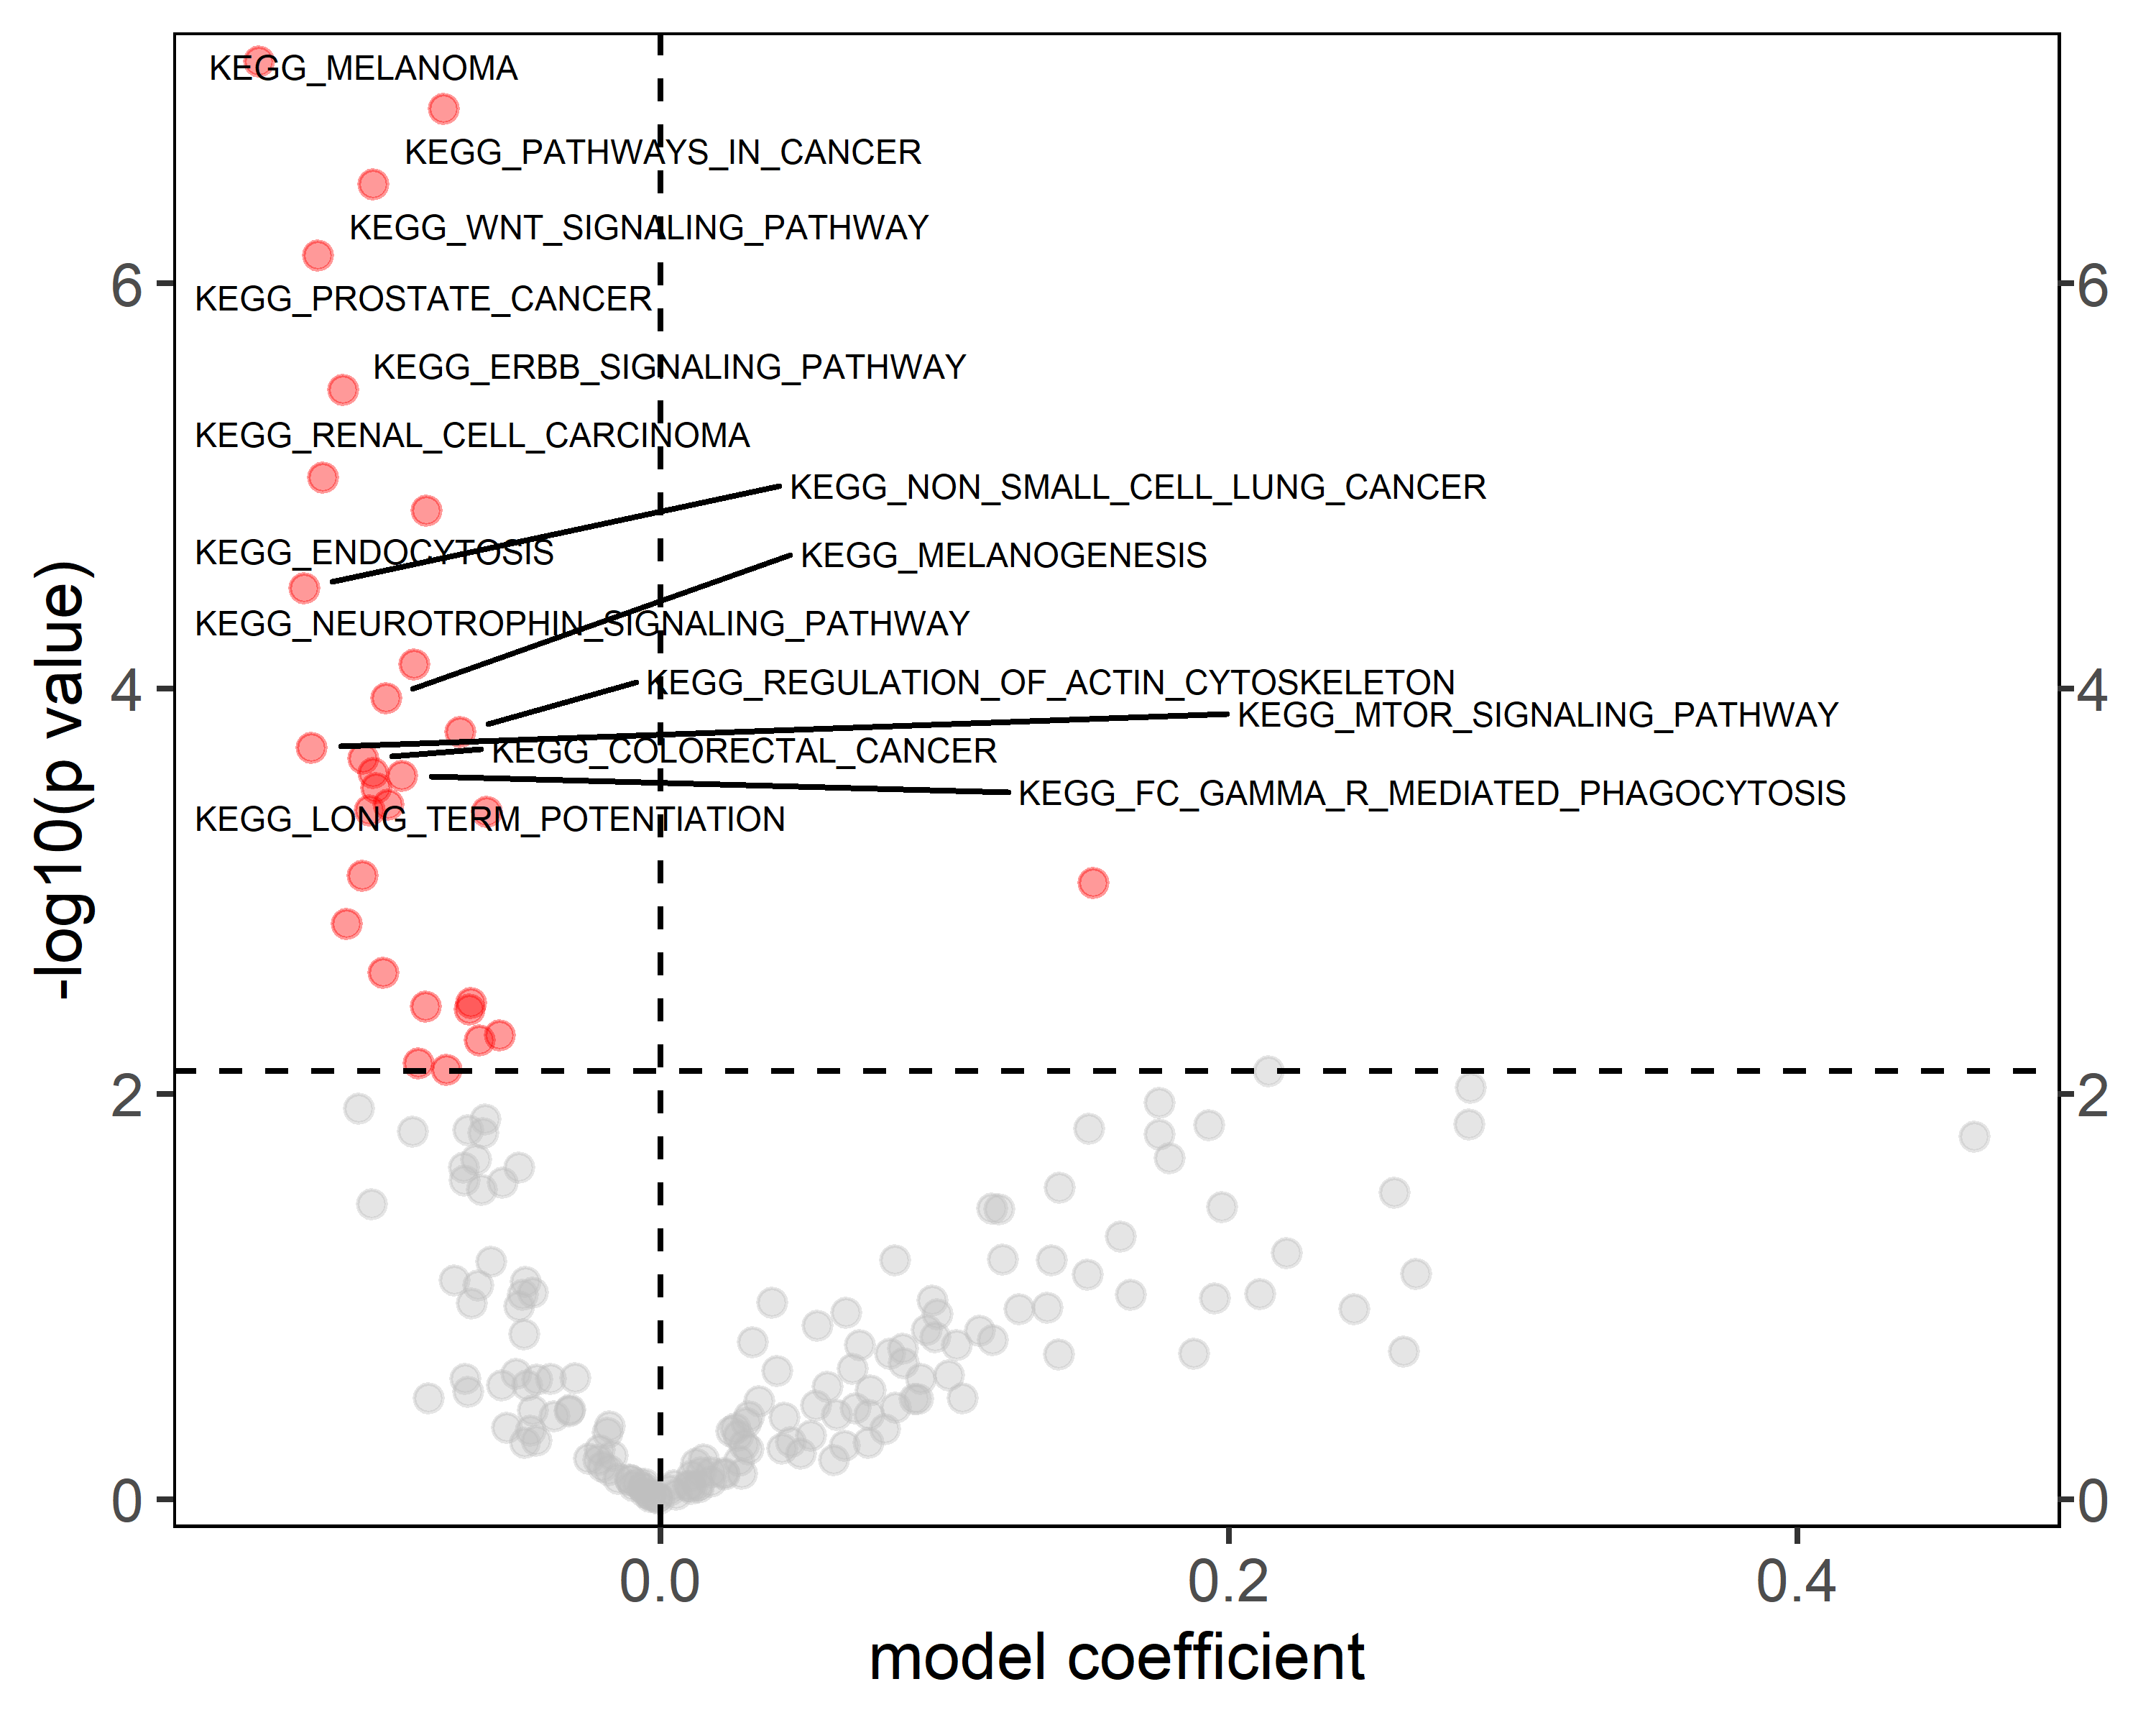 KEGG_MELANOMA
KEGG_PATHWAYS_IN_CANCER
KEGG_WNT_SIGNALING_PATHWAY
6
6
KEGG_PROSTATE_CANCER
KEGG_ERBB_SIGNALING_PATHWAY
KEGG_RENAL_CELL_CARCINOMA
KEGG_NON_SMALL_CELL_LUNG_CANCER
KEGG_ENDOCYTOSIS
KEGG_MELANOGENESIS
KEGG_NEUROTROPHIN_SIGNALING_PATHWAY
4
KEGG_REGULATION_OF_ACTIN_CYTOSKELETON
4
KEGG_MTOR_SIGNALING_PATHWAY
KEGG_COLORECTAL_CANCER
KEGG_FC_GAMMA_R_MEDIATED_PHAGOCYTOSIS
KEGG_LONG_TERM_POTENTIATION
-log10(p value)
2
2
0
0
0.0
0.2
0.4
model coefficient